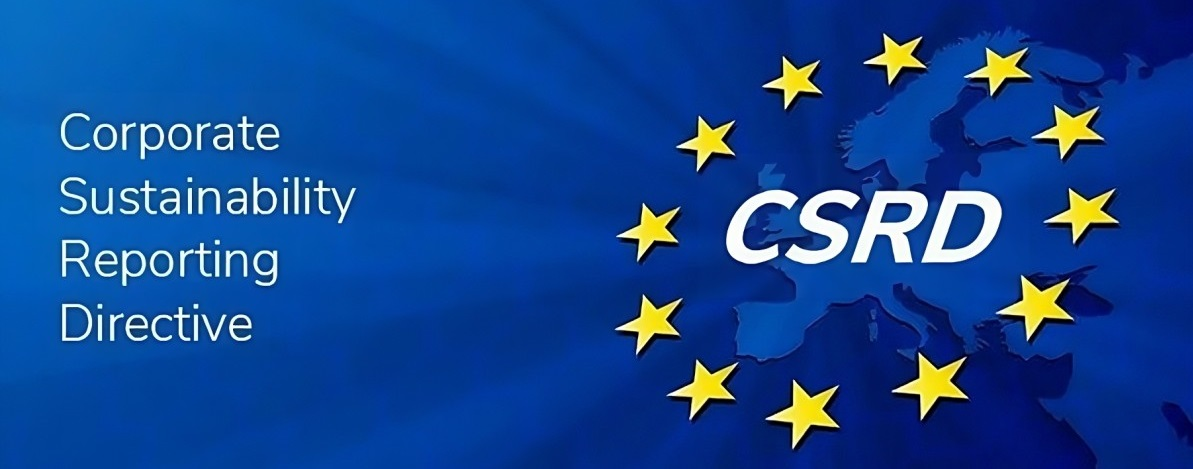 Corporate
Sustainability
Reporting
Directive
CSRD